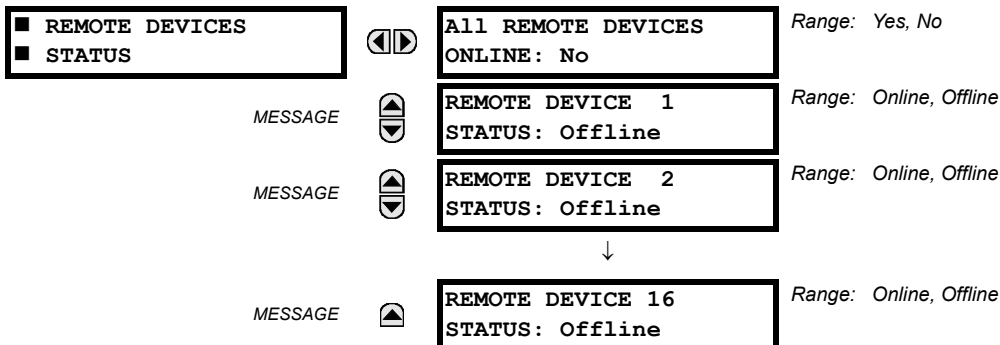 ■ REMOTE DEVICES
■ STATUS
All REMOTE DEVICES
ONLINE: No
Range: Yes, No
MESSAGE
REMOTE DEVICE 1
STATUS: Offline
Range: Online, Offline
MESSAGE
REMOTE DEVICE 2
STATUS: Offline
Range: Online, Offline
↓
MESSAGE
REMOTE DEVICE 16
STATUS: Offline
Range: Online, Offline